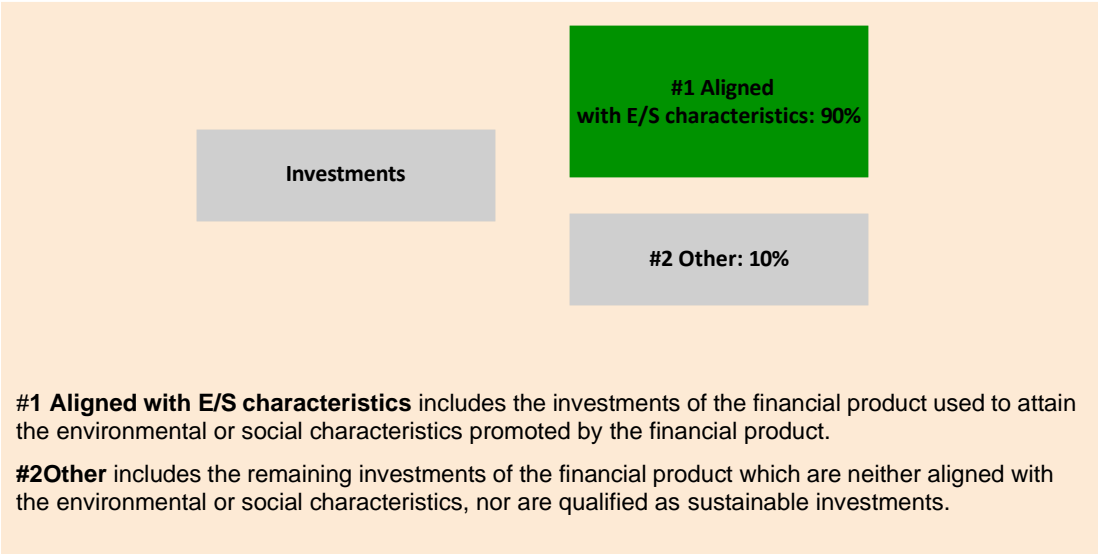 #1 Aligned
with E/S characteristics: 90%
Investments
#2 Other: 10%
#1 Aligned with E/S characteristics includes the investments of the financial product used to attain
the environmental or social characteristics promoted by the financial product.
#2Other includes the remaining investments of the financial product which are neither aligned with
the environmental or social characteristics, nor are qualified as sustainable investments.